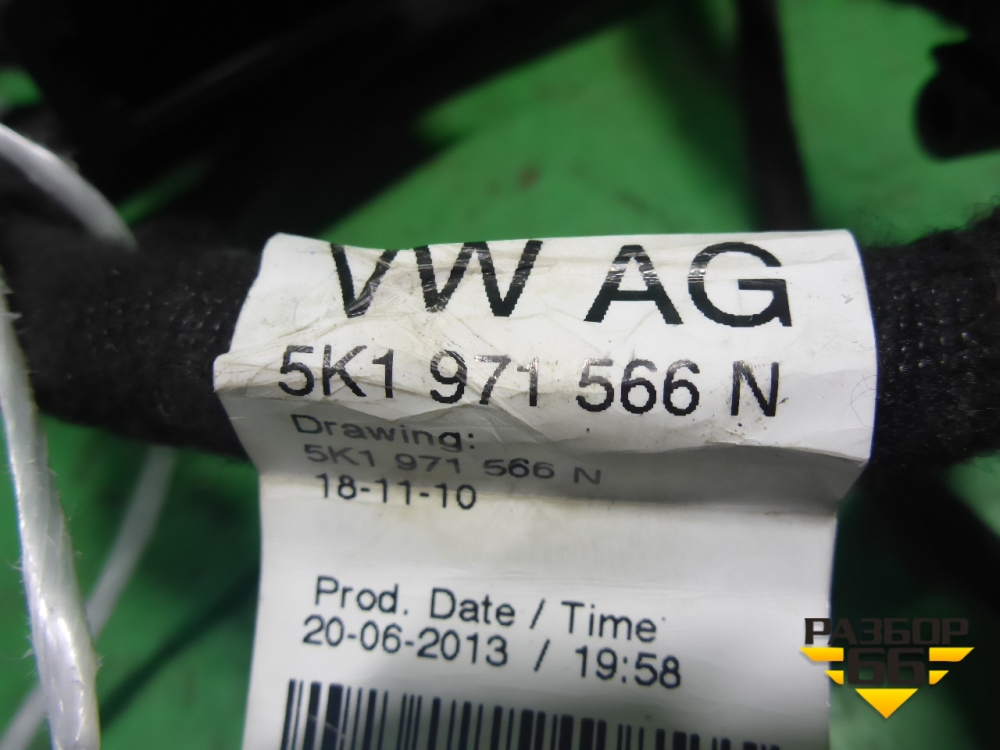 VW AG
5K1 971 566 N
Drawing:
5K1 971 566 N
18-11-10
Prod. Date / Time
20-06-2013 / 19:58
РАЗБОР
66